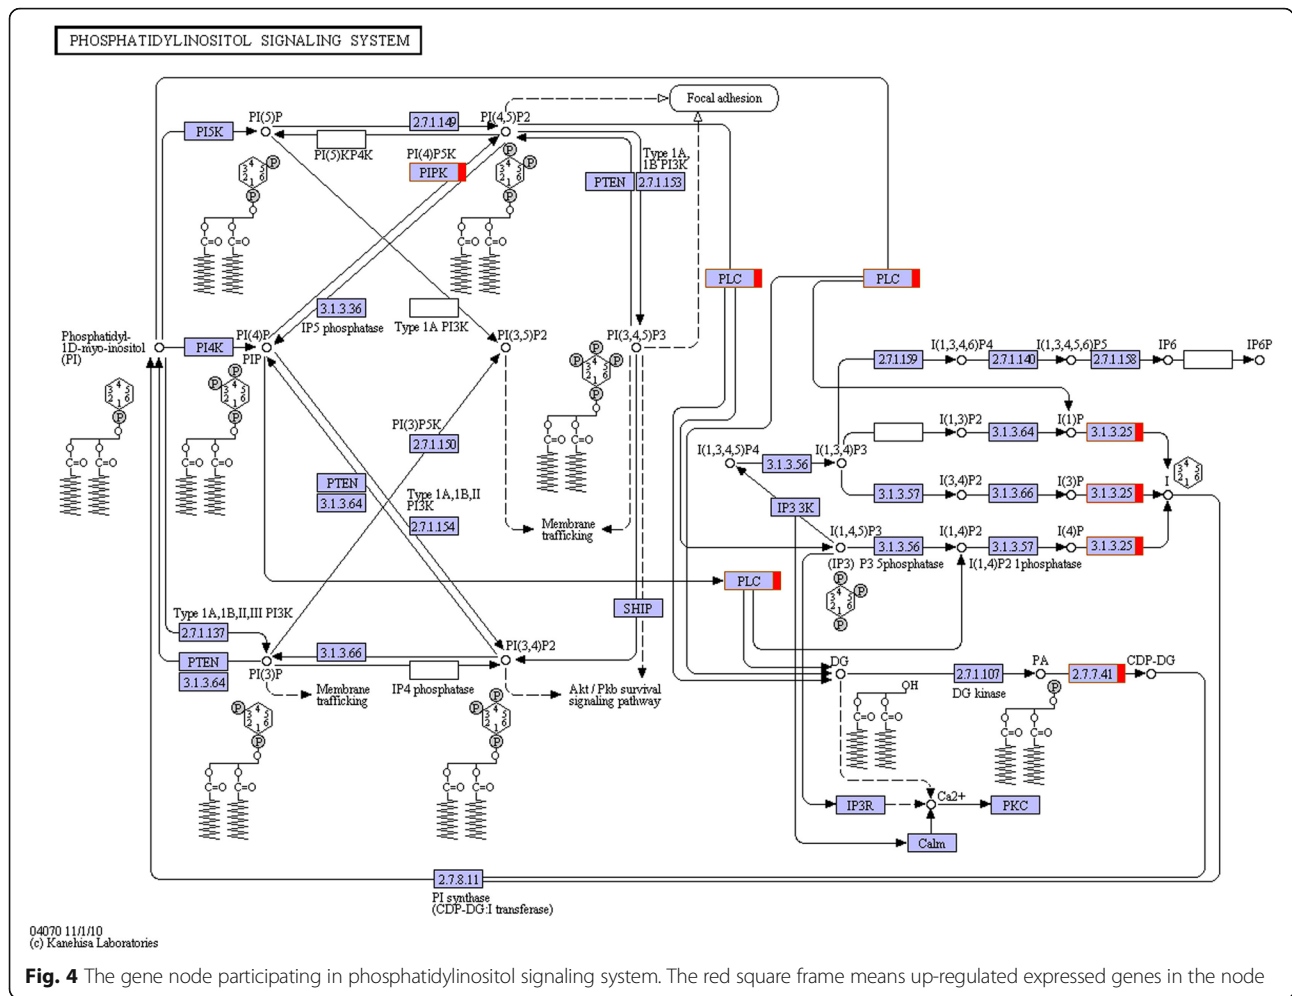 PHOSPHATIDYLINOSITOL SIGNALING SYSTEM
Focal adhesion
PI5K
PI(5)P
2.7.1.149
PI(4,5)P2
PI(5)KP4K
PI(4)P5K
PIPK
Type 1A,
1B PI3K
PTEN
2.7.1.153
PLC
PLC
3.1.3.36
IP5 phosphatase
Type 1A PI3K
Phosphatidyl-
1D-myo-inositol
(PI)
PI4K
PI(4)P
PIP
PI(3,5)P2
PI(3,4,5)P3
2.7.1.159
I(1,3,4,6)P4
2.7.1.140
I(1,3,4,5,6)P5
2.7.1.158
IP6
IP6P
I(1,3)P2
3.1.3.64
I(1)P
3.1.3.25
PI(3)P5K
2.7.1.150
I(1,3,4,5)P4
3.1.3.56
I(1,3,4)P3
3.1.3.57
I(3,4)P2
3.1.3.66
I(3)P
3.1.3.25
I
PTEN
3.1.3.64
Type 1A,1B,II
PI3K
2.7.1.154
Membrane
trafficking
IP3 3K
I(1,4,5)P3
(IP3)
3.1.3.56
P3 5phosphatase
I(1,4)P2
3.1.3.57
I(1,4)P2 1phosphatase
I(4)P
3.1.3.25
PLC
SHIP
Type 1A,1B,II,III PI3K
2.7.1.137
PTEN
3.1.3.64
PI(3)P
3.1.3.66
IP4 phosphatase
PI(3,4)P2
Membrane
trafficking
Akt / Pkb survival
signaling pathway
DG
2.7.1.107
DG kinase
PA
2.7.7.41
CDP-DG
OH
IP3R
Ca2+
PKC
Calm
2.7.8.11
PI synthase
(CDP-DG:I transferase)
04070 11/1/10
(c) Kanehisa Laboratories
Fig. 4 The gene node participating in phosphatidylinositol signaling system. The red square frame means up-regulated expressed genes in the node